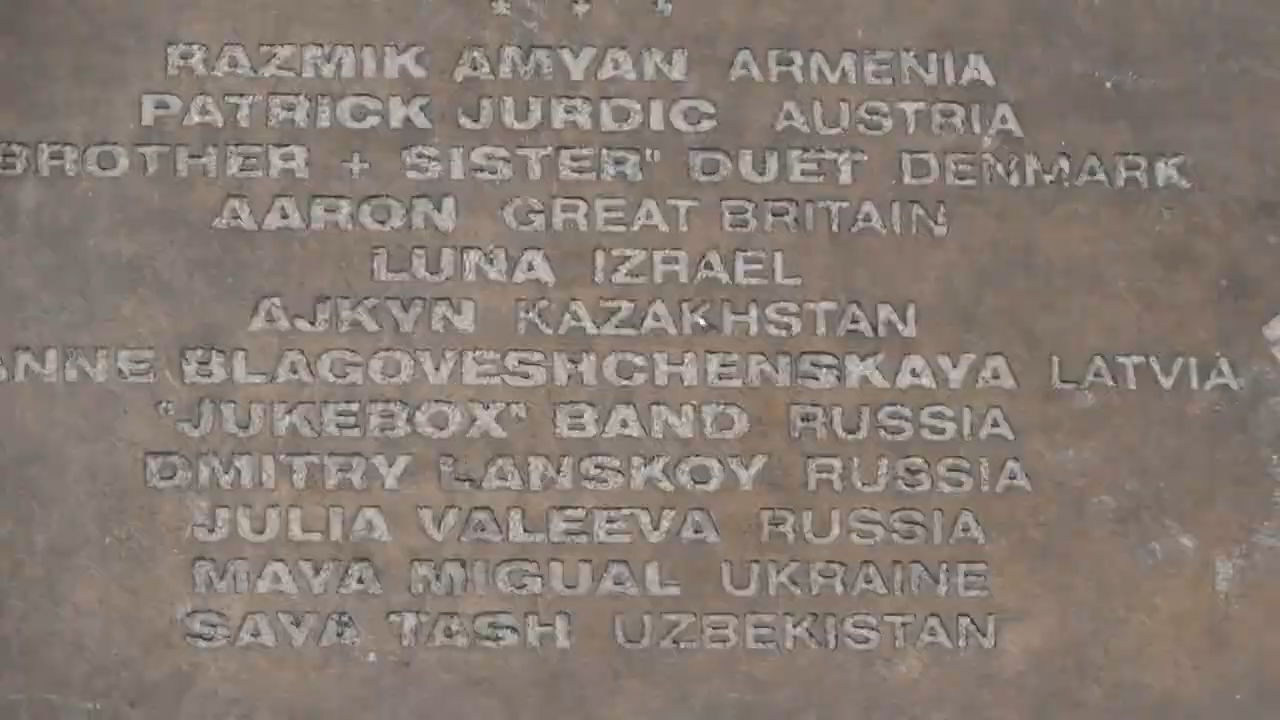 * * *
RAZMIK AMYAN ARMENIA
PATRICK JURDIC AUSTRIA
BROTHER + SISTER" DUET DENMARK
AARON GREAT BRITAIN
LUNA IZRAEL
AJKYN KAZAKHSTAN
ANNE BLAGOVESHCHENSKAYA LATVIA
"JUKEBOX" BAND RUSSIA
DMITRY LANSKOY RUSSIA
JULIA VALEEVA RUSSIA
MAYA MIGUAL UKRAINE
SAVA TASH UZBEKISTAN